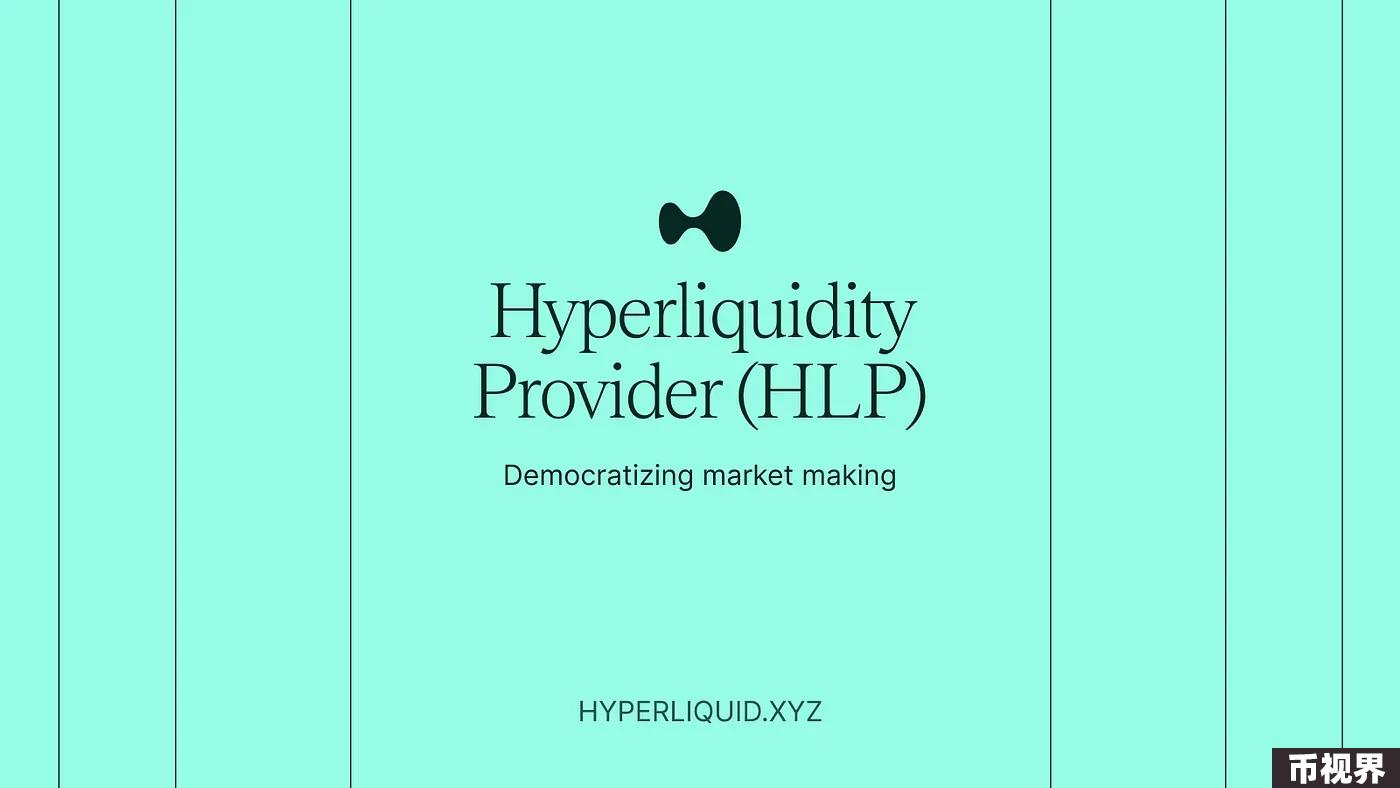 Hyperliquidity
Provider (HLP)
Democratizing market making
HYPERLIQUID.XYZ
币视界